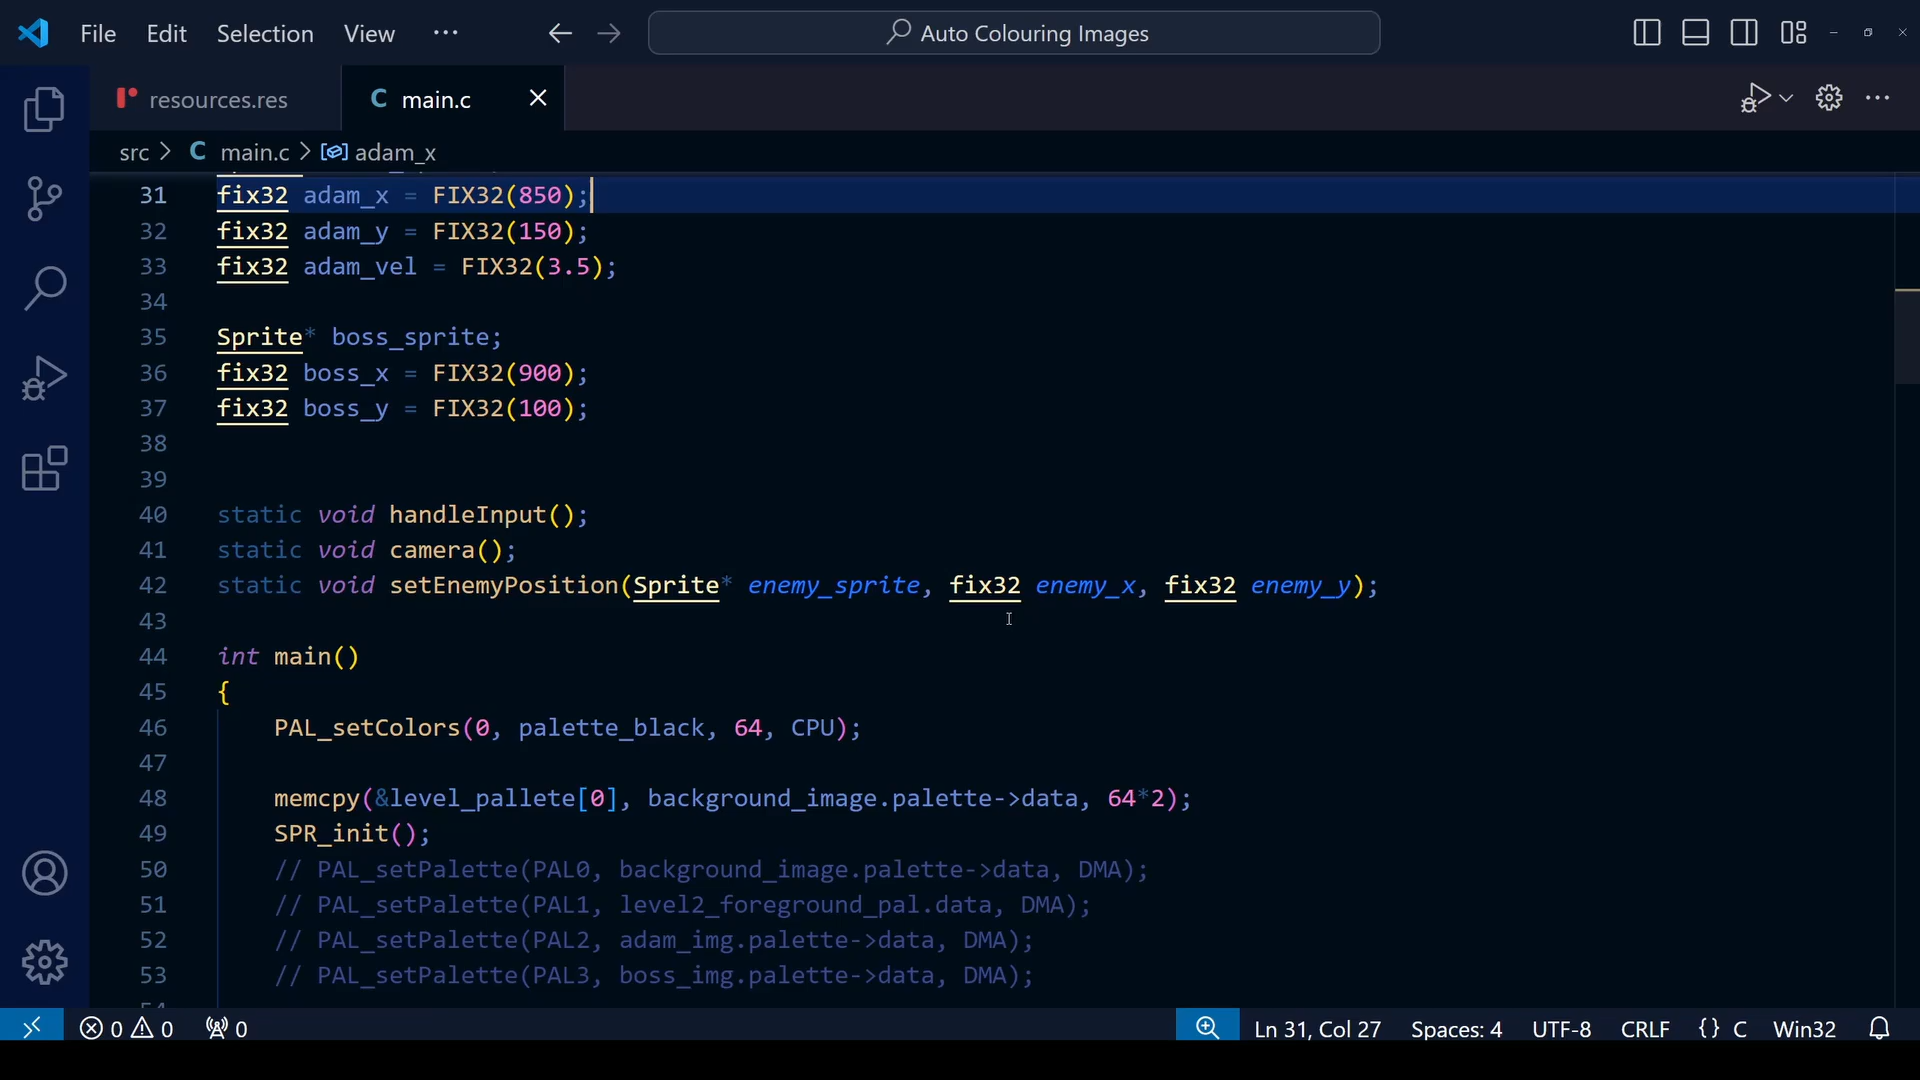 File Edit Selection View ··· Auto Colouring Images
resources.res C main.c
src > C main.c > adam_x
31 fix32 adam_x = FIX32(850);
32 fix32 adam_y = FIX32(150);
33 fix32 adam_vel = FIX32(3.5);
34
35 Sprite* boss_sprite;
36 fix32 boss_x = FIX32(900);
37 fix32 boss_y = FIX32(100);
38
39
40 static void handleInput();
41 static void camera();
42 static void setEnemyPosition(Sprite* enemy_sprite, fix32 enemy_x, fix32 enemy_y);
43
44 int main()
45 {
46 PAL_setColors(0, palette_black, 64, CPU);
47
48 memcpy(&level_pallete[0], background_image.palette->data, 64*2);
49 SPR_init();
50 // PAL_setPalette(PAL0, background_image.palette->data, DMA);
51 // PAL_setPalette(PAL1, level2_foreground_pal.data, DMA);
52 // PAL_setPalette(PAL2, adam_img.palette->data, DMA);
53 // PAL_setPalette(PAL3, boss_img.palette->data, DMA);
0 0 0 Ln 31, Col 27 Spaces: 4 UTF-8 CRLF {} C Win32